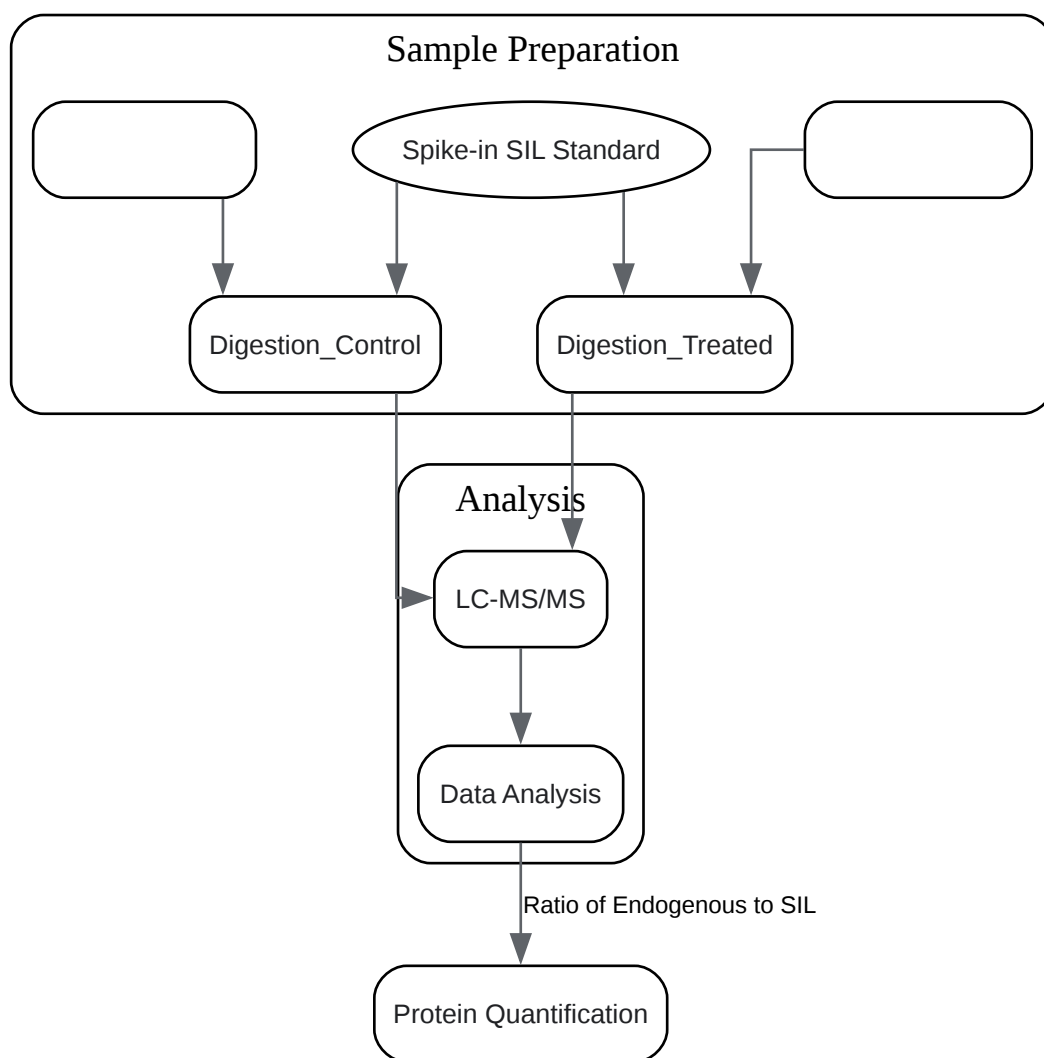 Sample Preparation
Spike-in SIL Standard
Digestion_Control
Digestion_Treated
Analysis
LC-MS/MS
Data Analysis
Ratio of Endogenous to SIL
Protein Quantification